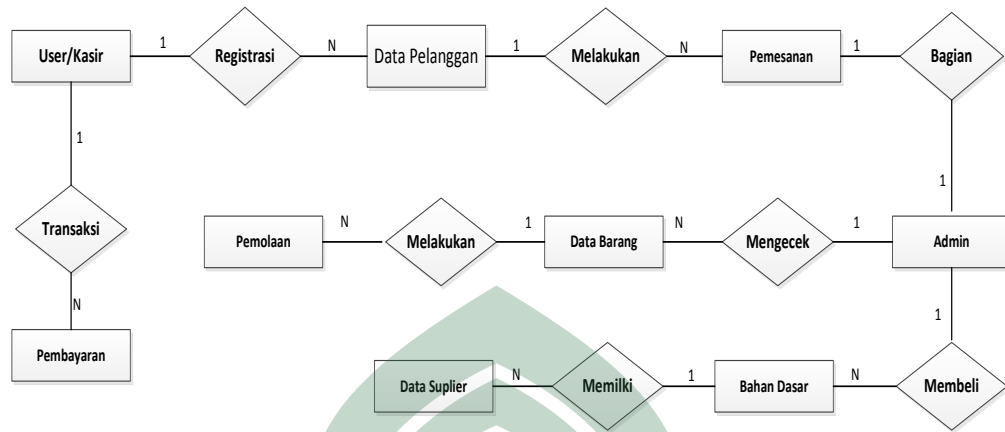 User/Kasir 1 Registrasi N Data Pelanggan 1 Melakukan N Pemesanan 1 Bagian
1 1
Transaksi Pemolaan N Melakukan 1 Data Barang N Mengecek 1 Admin
N 1
Pembayaran Data Suplier N Memilki 1 Bahan Dasar N Membeli